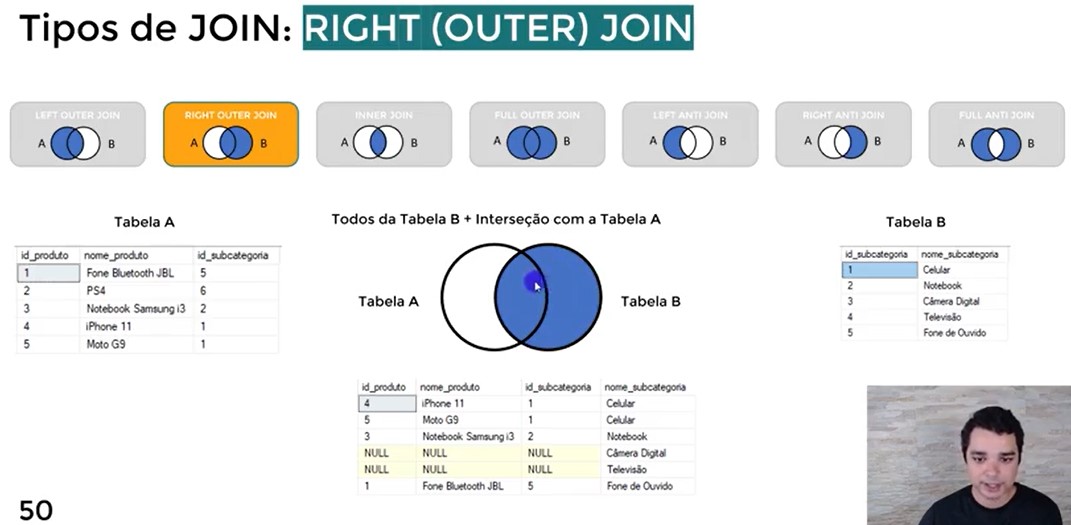 Tipos de JOIN: RIGHT (OUTER) JOIN
LEFT OUTER JOIN
A B
RIGHT OUTER JOIN
A B
INNER JOIN
A B
FULL OUTER JOIN
A B
LEFT ANTI JOIN
A B
RIGHT ANTI JOIN
A B
FULL ANTI JOIN
A B
Tabela A
id_produto nome_produto id_subcategoria
1 Fone Bluetooth JBL 5
2 PS4 6
3 Notebook Samsung i3 2
4 iPhone 11 1
5 Moto G9 1
Todos da Tabela B + Interseção com a Tabela A
Tabela A Tabela B
Tabela B
id_subcategoria nome_subcategoria
1 Celular
2 Notebook
3 Câmera Digital
4 Televisão
5 Fone de Ouvido
id_produto nome_produto id_subcategoria nome_subcategoria
4 iPhone 11 1 Celular
5 Moto G9 1 Celular
3 Notebook Samsung i3 2 Notebook
NULL NULL NULL Câmera Digital
NULL NULL NULL Televisão
1 Fone Bluetooth JBL 5 Fone de Ouvido
50